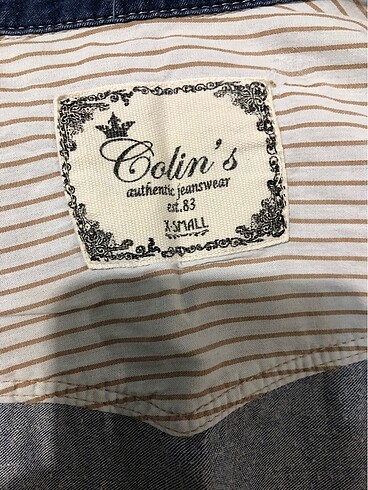 Colin's
authentic jeanswear
est.83
X-SMALL